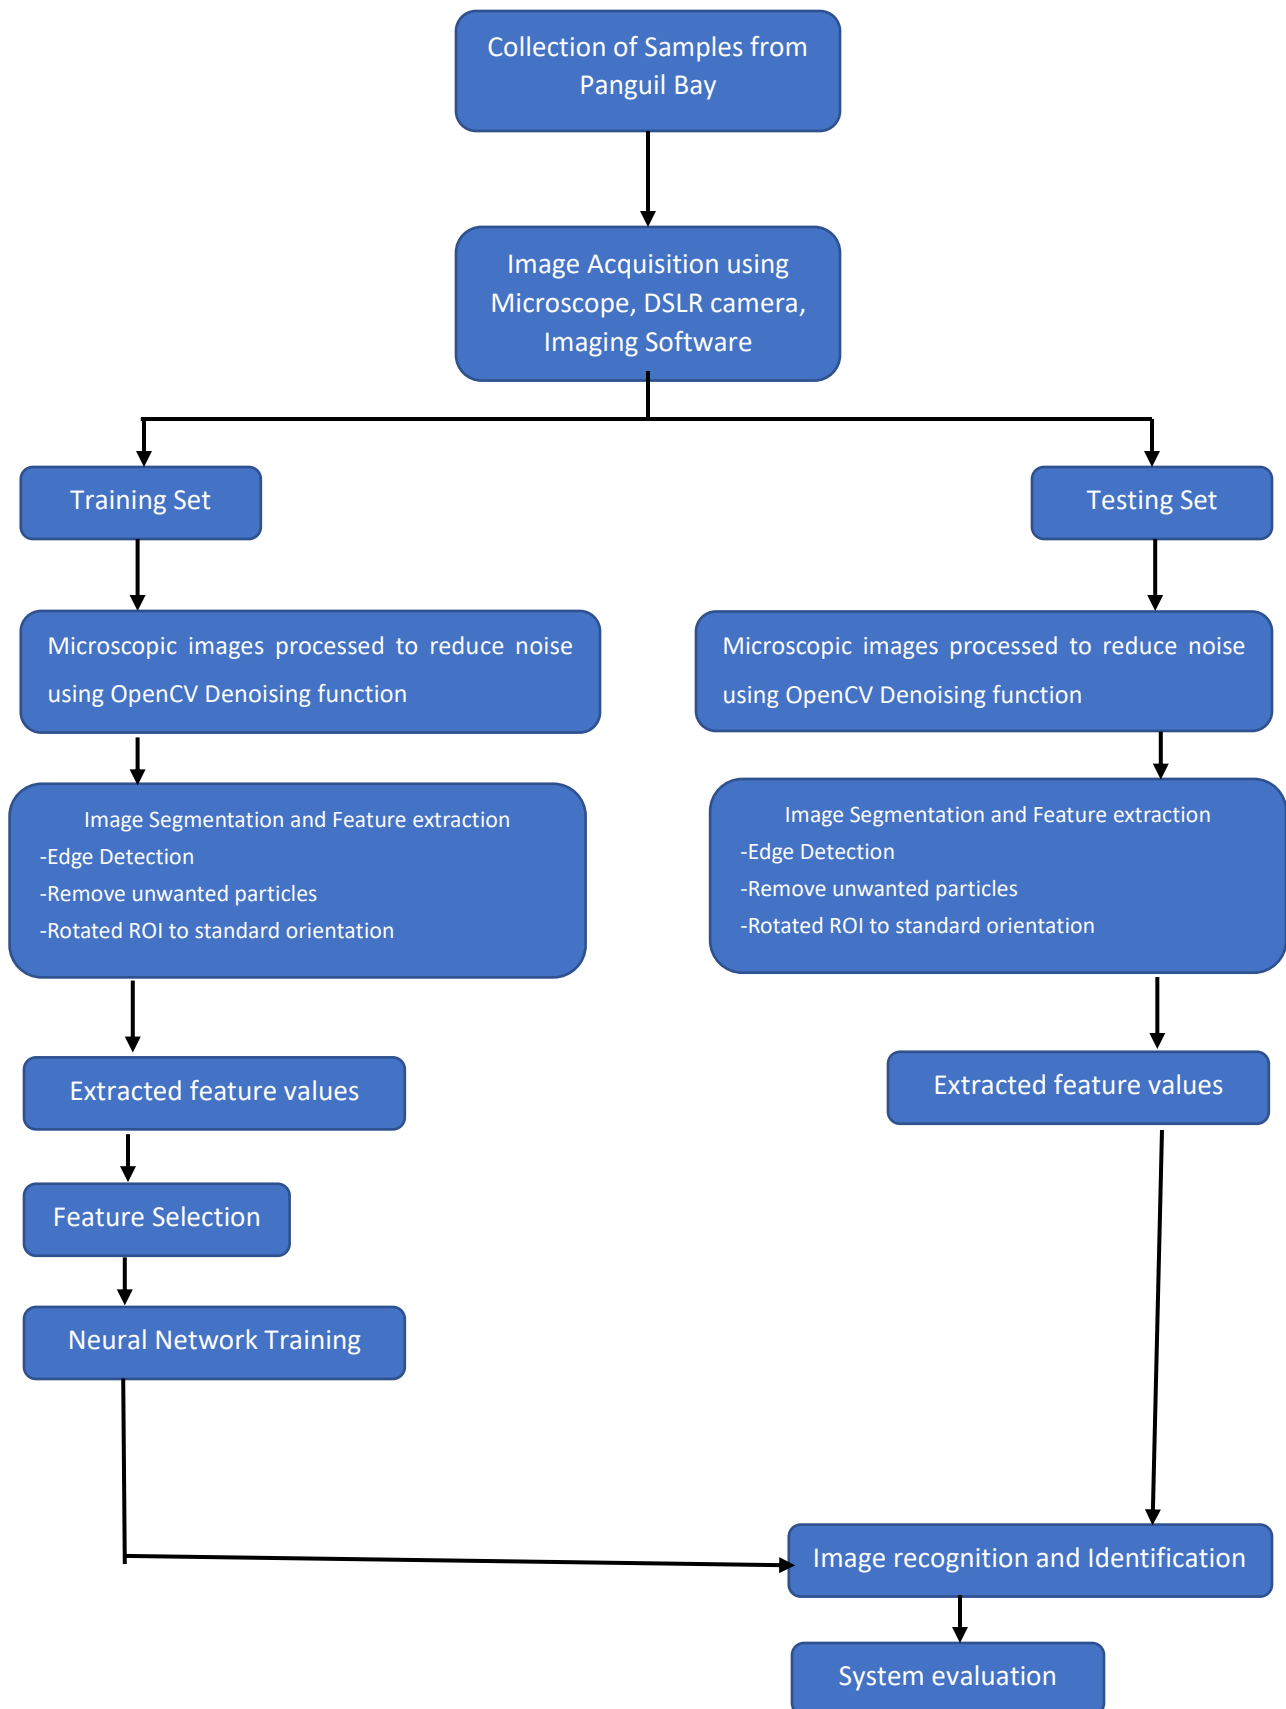 Collection of Samples from
Panguil Bay
Image Acquisition using
Microscope, DSLR camera,
Imaging Software
Training Set
Testing Set
Microscopic images processed to reduce noise
using OpenCV Denoising function
Microscopic images processed to reduce noise
using OpenCV Denoising function
Image Segmentation and Feature extraction
-Edge Detection
-Remove unwanted particles
-Rotated ROI to standard orientation
Image Segmentation and Feature extraction
-Edge Detection
-Remove unwanted particles
-Rotated ROI to standard orientation
Extracted feature values
Extracted feature values
Feature Selection
Neural Network Training
Image recognition and Identification
System evaluation